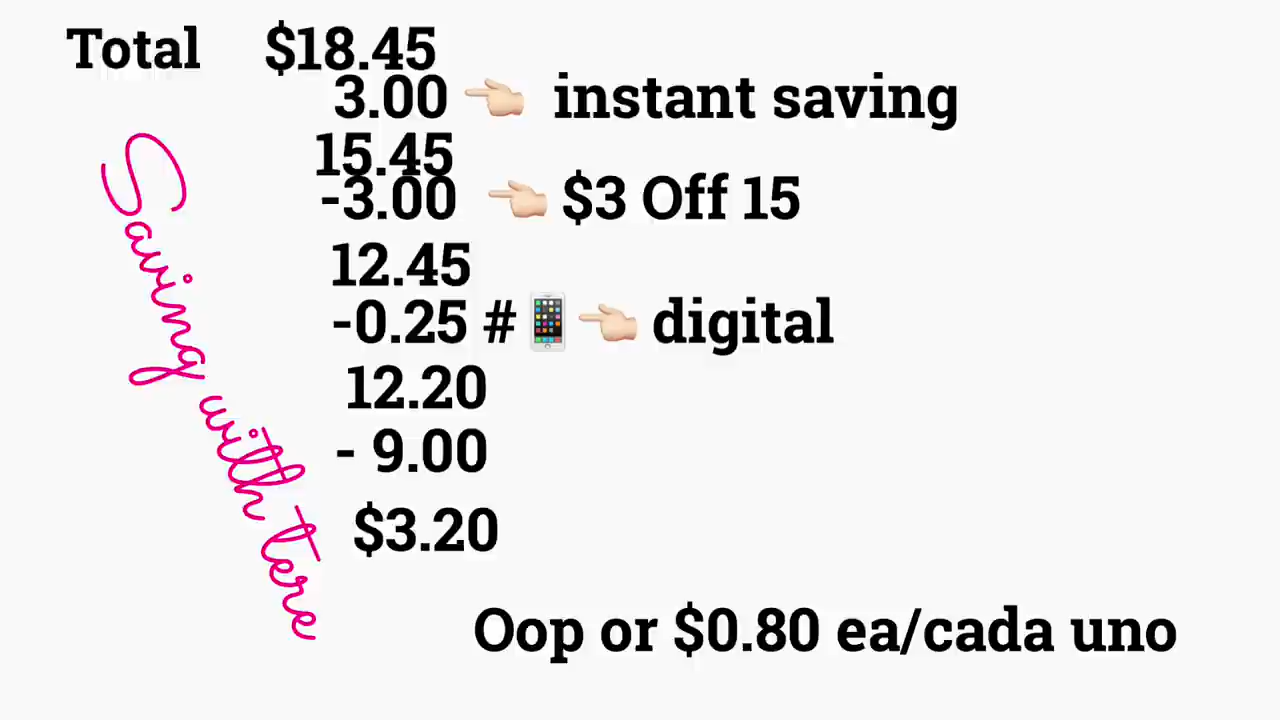 Total $18.45
3.00 👈🏻 instant saving
15.45
-3.00 👈🏻 $3 Off 15
12.45
-0.25 #📱👈🏻 digital
12.20
- 9.00
$3.20
Oop or $0.80 ea/cada uno
Saving with tere